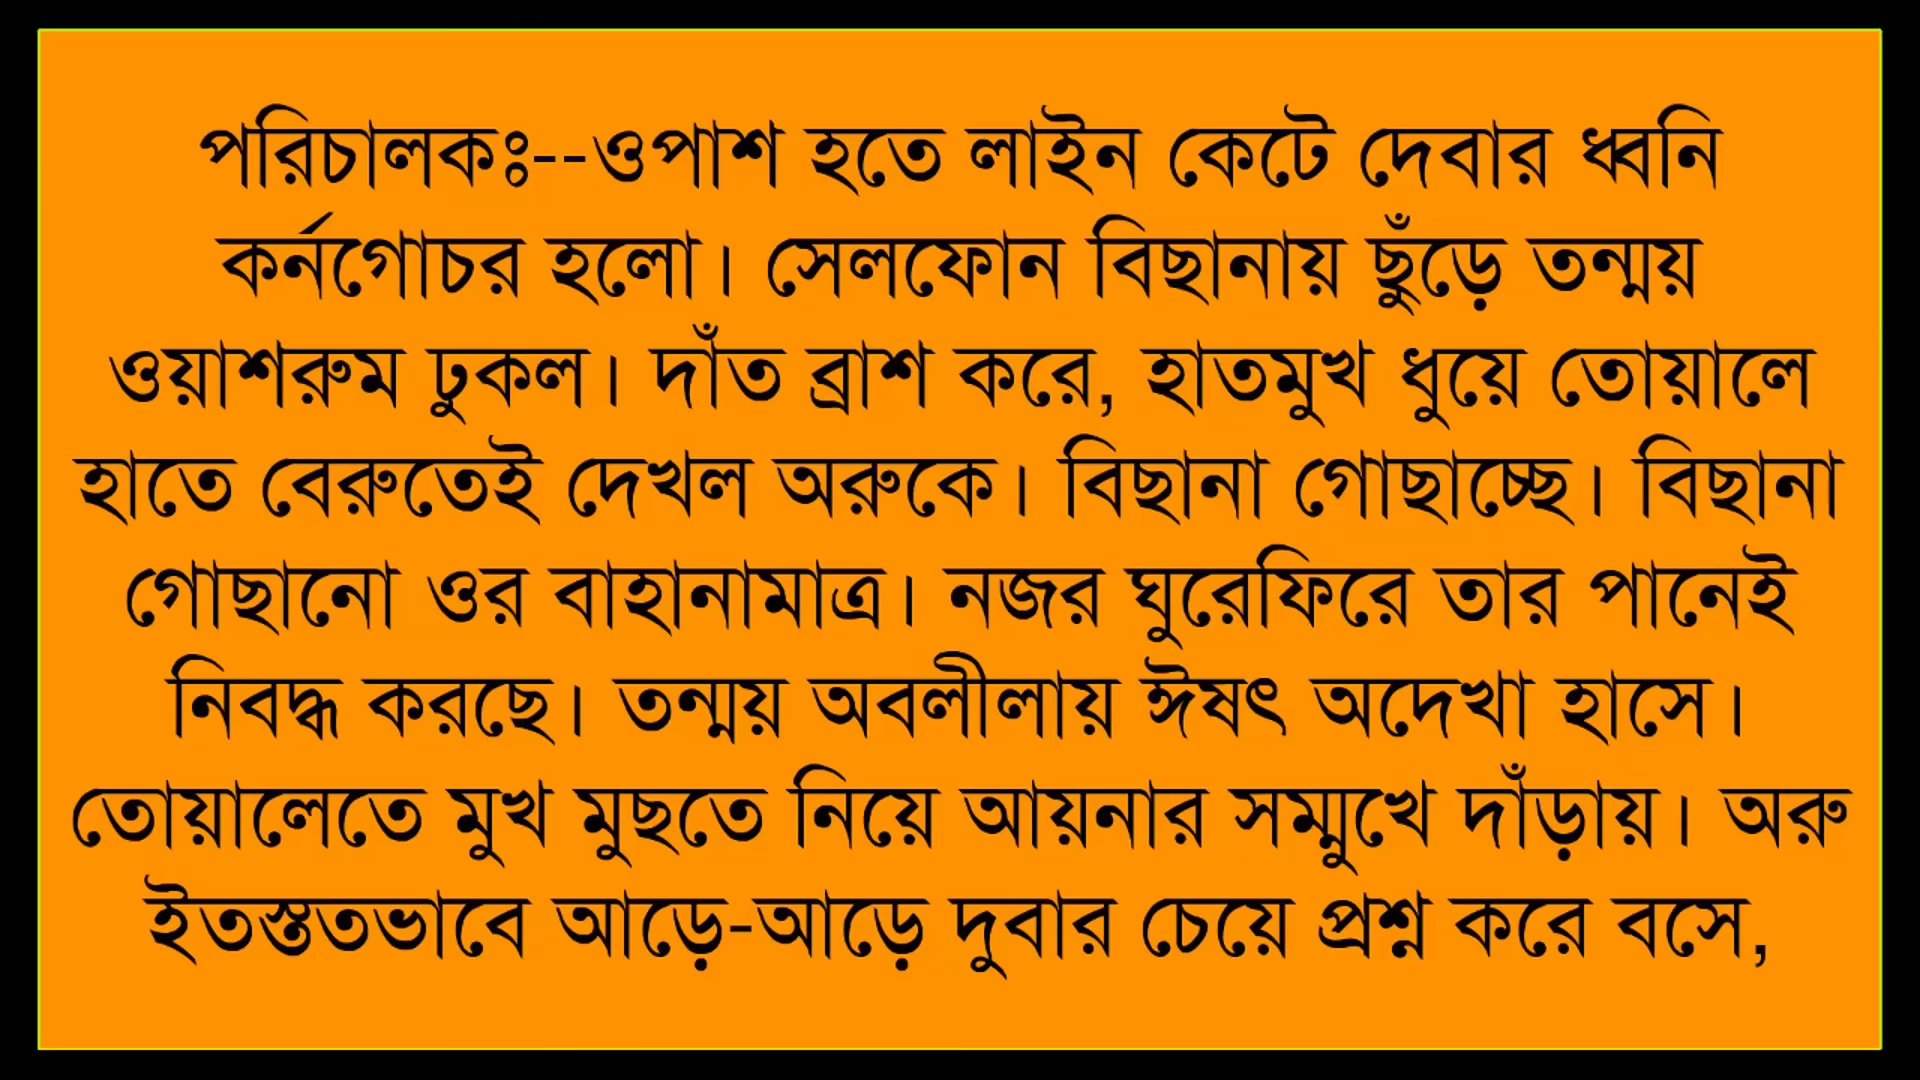 পরিচালকঃ--ওপাশ হতে লাইন কেটে দেবার ধ্বনি
কর্নগোচর হলো। সেলফোন বিছানায় ছুঁড়ে তন্ময়
ওয়াশরুম ঢুকল। দাঁত ব্রাশ করে, হাতমুখ ধুয়ে তোয়ালে
হাতে বেরুতেই দেখল অরুকে। বিছানা গোছাচ্ছে। বিছানা
গোছানো ওর বাহানামাত্র। নজর ঘুরেফিরে তার পানেই
নিবদ্ধ করছে। তন্ময় অবলীলায় ঈষৎ অদেখা হাসে।
তোয়ালেতে মুখ মুছতে নিয়ে আয়নার সম্মুখে দাঁড়ায়। অরু
ইতস্ততভাবে আড়ে-আড়ে দুবার চেয়ে প্রশ্ন করে বসে,